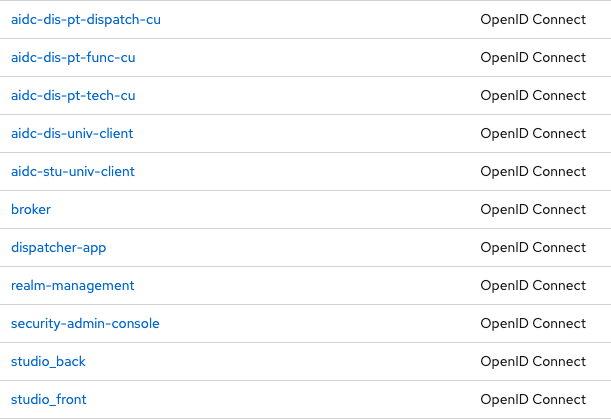 aidc-dis-pt-dispatch-cu OpenID Connect
aidc-dis-pt-func-cu OpenID Connect
aidc-dis-pt-tech-cu OpenID Connect
aidc-dis-univ-client OpenID Connect
aidc-stu-univ-client OpenID Connect
broker OpenID Connect
dispatcher-app OpenID Connect
realm-management OpenID Connect
security-admin-console OpenID Connect
studio_back OpenID Connect
studio_front OpenID Connect